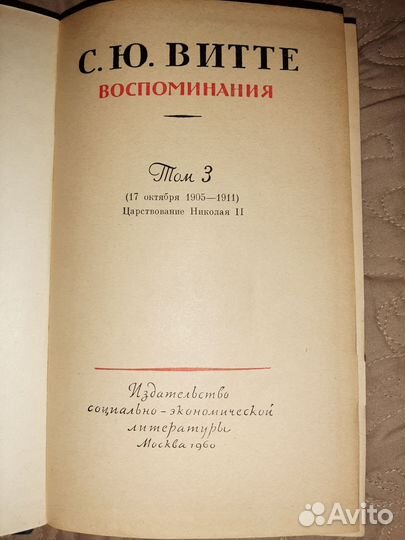 С. Ю. ВИТТЕ
ВОСПОМИНАНИЯ
Том 3
(17 октября 1905—1911)
Царствование Николая II
Издательство
социально-экономической
литературы
Москва 1960
Avito